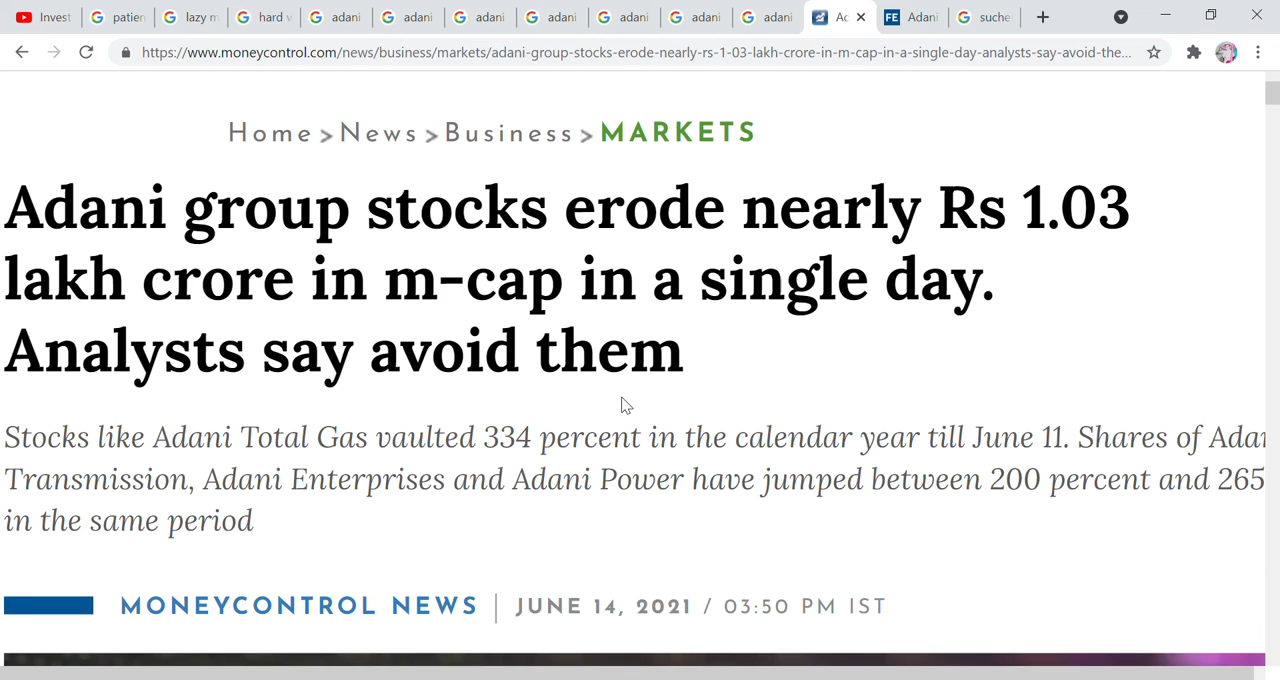 Invest
patien
lazy m
hard w
adani
adani
adani
adani
adani
adani
adani
Ac
FE
Adani
suche
https://www.moneycontrol.com/news/business/markets/adani-group-stocks-erode-nearly-rs-1-03-lakh-crore-in-m-cap-in-a-single-day-analysts-say-avoid-the...
Home > News > Business > MARKETS
Adani group stocks erode nearly Rs 1.03
lakh crore in m-cap in a single day.
Analysts say avoid them
Stocks like Adani Total Gas vaulted 334 percent in the calendar year till June 11. Shares of Adan
Transmission, Adani Enterprises and Adani Power have jumped between 200 percent and 265
in the same period
MONEYCONTROL NEWS | JUNE 14, 2021 / 03:50 PM IST